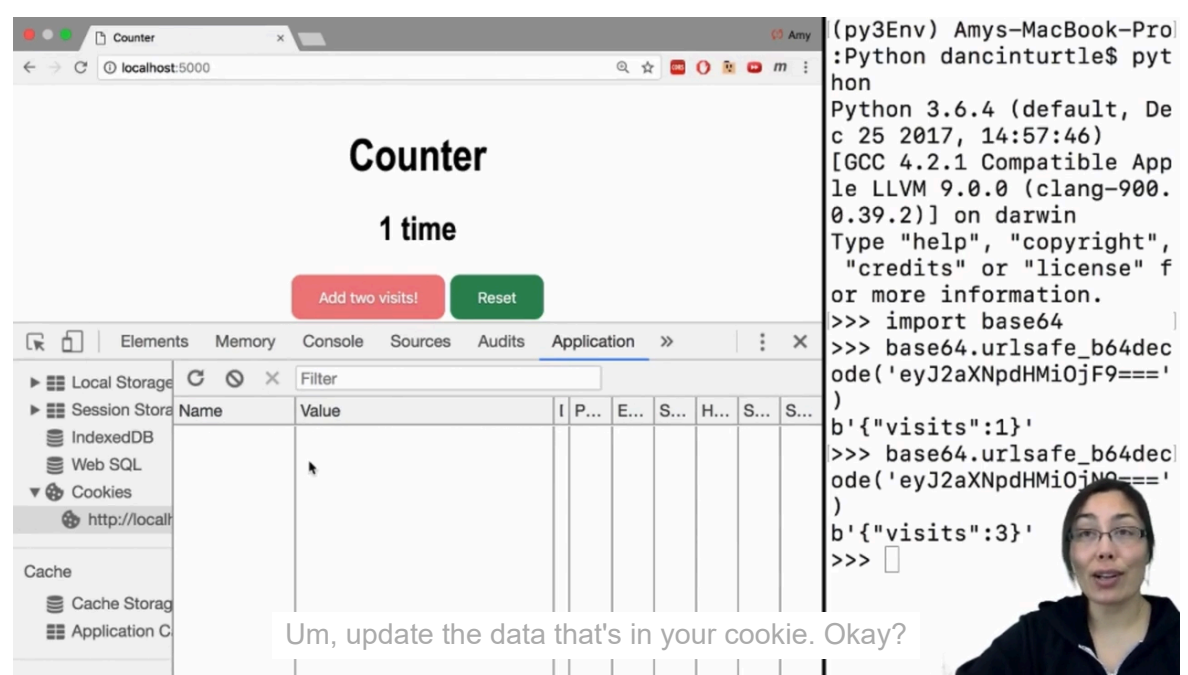 Counter
Amy
localhost:5000
m
Counter
1 time
Add two visits!
Reset
Elements Memory Console Sources Audits Application »
Local Storage
Session Stora
IndexedDB
Web SQL
Cookies
http://localh
Cache
Cache Storag
Application C
Filter
Name Value I P... E... S... H... S... S...
(py3Env) Amys-MacBook-Pro
:Python dancinturtle$ pyt
hon
Python 3.6.4 (default, De
c 25 2017, 14:57:46)
[GCC 4.2.1 Compatible App
le LLVM 9.0.0 (clang-900.
0.39.2)] on darwin
Type "help", "copyright",
"credits" or "license" f
or more information.
>>> import base64
>>> base64.urlsafe_b64dec
ode('eyJ2aXNpdHMiOjF9==='
)
b'{"visits":1}'
>>> base64.urlsafe_b64dec
ode('eyJ2aXNpdHMiOjN9==='
)
b'{"visits":3}'
>>>
Um, update the data that's in your cookie. Okay?